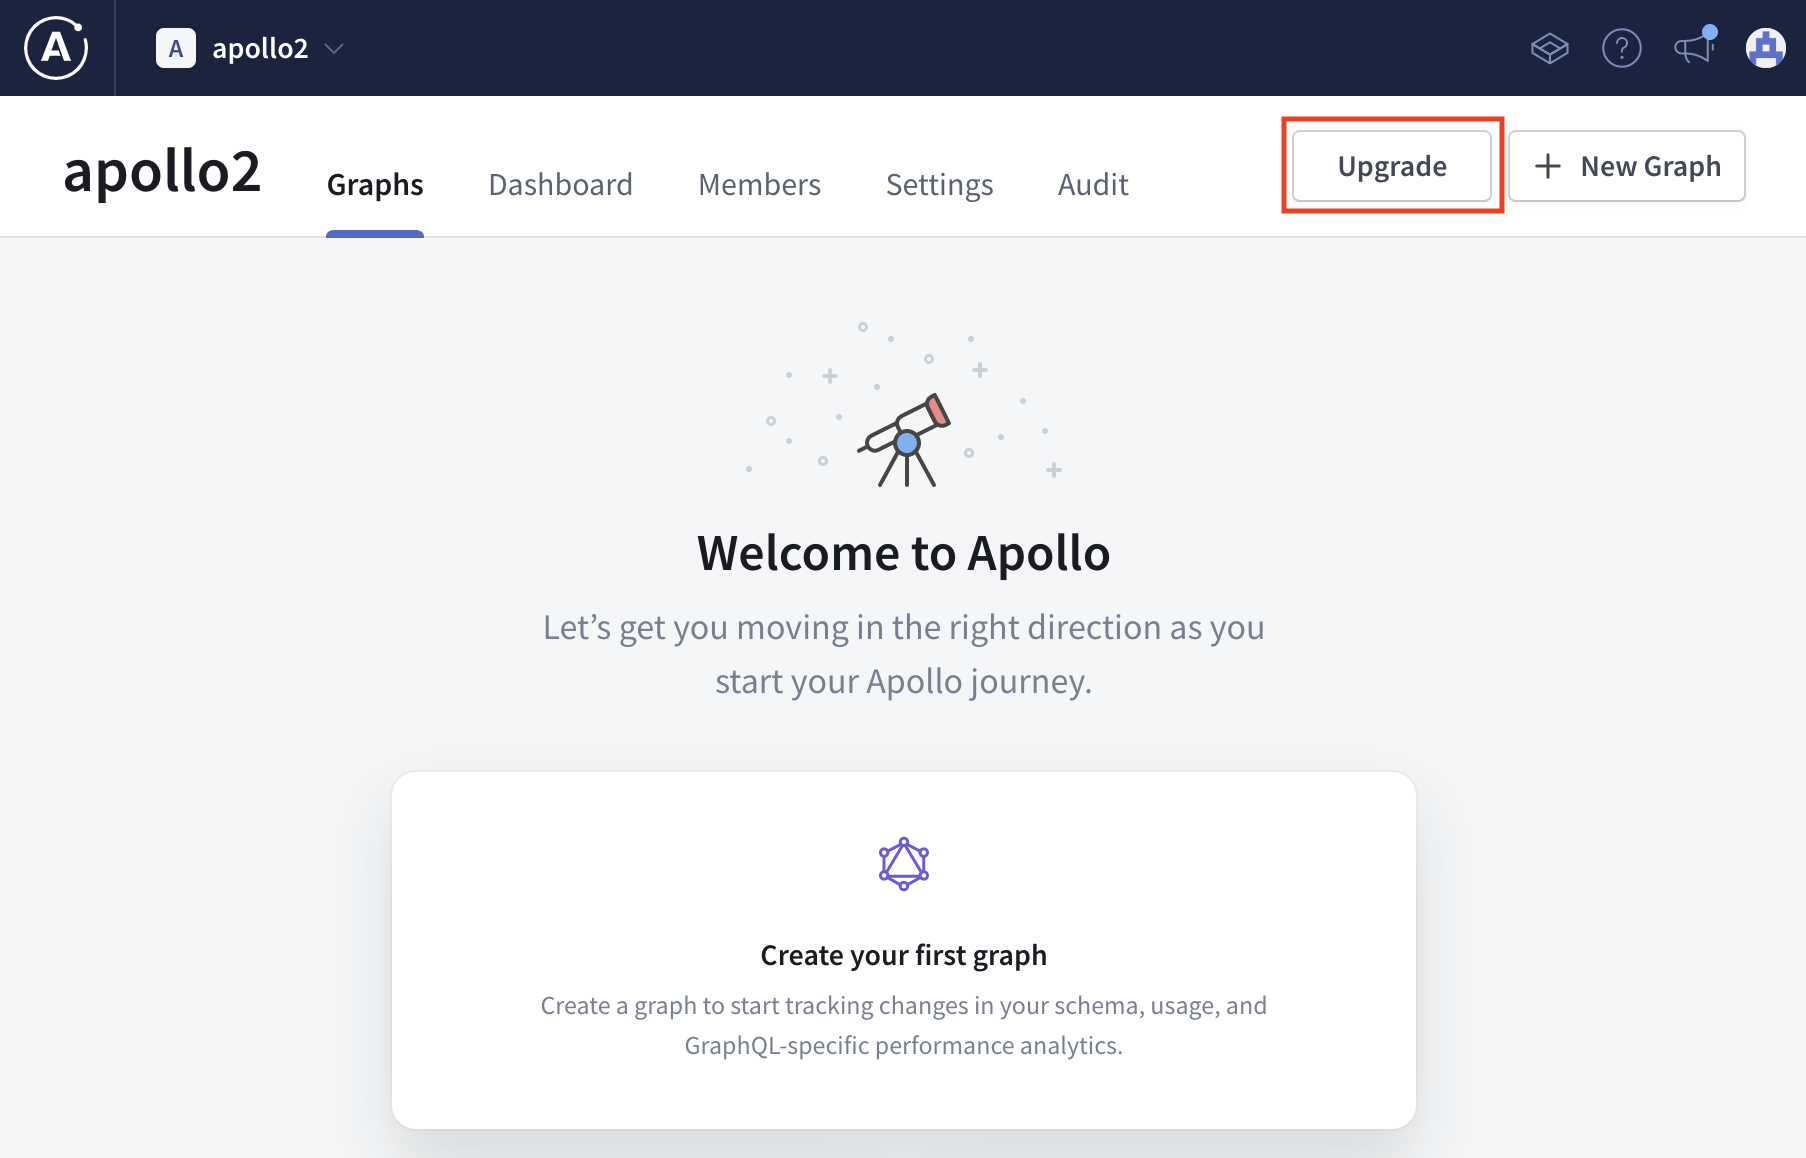 A
A apollo2
apollo2
Graphs
Dashboard
Members
Settings
Audit
Upgrade
+ New Graph
Welcome to Apollo
Let’s get you moving in the right direction as you
start your Apollo journey.
Create your first graph
Create a graph to start tracking changes in your schema, usage, and
GraphQL-specific performance analytics.